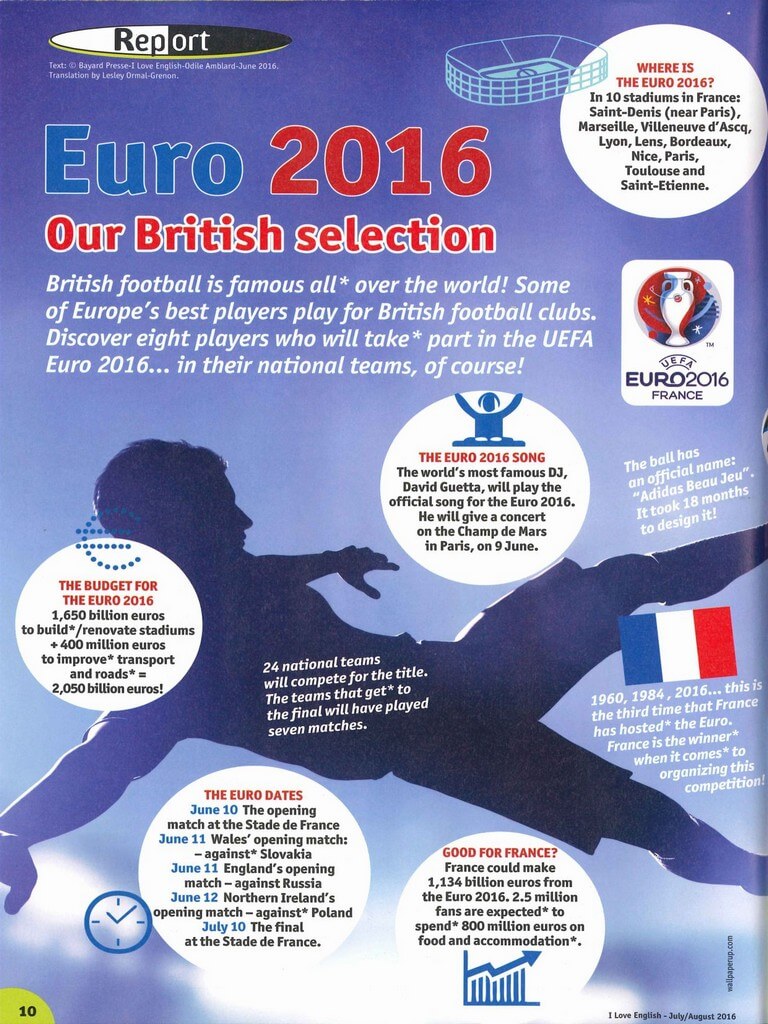 Report
Text: © Bayard Presse-I Love English-Odile Amblard-June 2016.
Translation by Lesley Ormal-Grenon.
WHERE IS
THE EURO 2016?
In 10 stadiums in France:
Saint-Denis (near Paris),
Marseille, Villeneuve d'Ascq,
Lyon, Lens, Bordeaux,
Nice, Paris,
Toulouse and
Saint-Etienne.
Euro 2016
Our British selection
British football is famous all* over the world! Some
of Europe's best players play for British football clubs.
Discover eight players who will take* part in the UEFA
Euro 2016... in their national teams, of course!
TM
UEFA
EURO2016
FRANCE
THE EURO 2016 SONG
The world's most famous DJ,
David Guetta, will play the
official song for the Euro 2016.
He will give a concert
on the Champ de Mars
in Paris, on 9 June.
The ball has
an official name:
"Adidas Beau Jeu".
It took 18 months
to design it!
THE BUDGET FOR
THE EURO 2016
1,650 billion euros
to build*/renovate stadiums
+ 400 million euros
to improve* transport
and roads* =
2,050 billion euros!
24 national teams
will compete for the title.
The teams that get* to
the final will have played
seven matches.
1960, 1984 , 2016... this is
the third time that France
has hosted* the Euro.
France is the winner*
when it comes* to
organizing this
competition!
THE EURO DATES
June 10 The opening
match at the Stade de France
June 11 Wales' opening match:
– against* Slovakia
June 11 England's opening
match – against Russia
June 12 Northern Ireland's
opening match – against* Poland
July 10 The final
at the Stade de France.
GOOD FOR FRANCE?
France could make
1,134 billion euros from
the Euro 2016. 2.5 million
fans are expected* to
spend* 800 million euros on
food and accommodation*.
wallpaperup.com
10
I Love English - July/August 2016